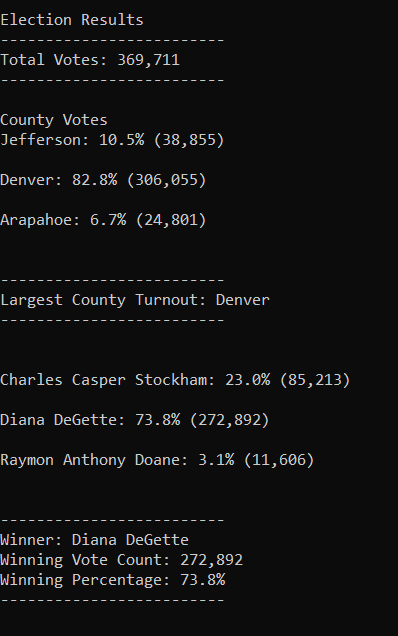 Election Results
-------------------------
Total Votes: 369,711
-------------------------
County Votes
Jefferson: 10.5% (38,855)
Denver: 82.8% (306,055)
Arapahoe: 6.7% (24,801)
-------------------------
Largest County Turnout: Denver
-------------------------
Charles Casper Stockham: 23.0% (85,213)
Diana DeGette: 73.8% (272,892)
Raymon Anthony Doane: 3.1% (11,606)
-------------------------
Winner: Diana DeGette
Winning Vote Count: 272,892
Winning Percentage: 73.8%
-------------------------